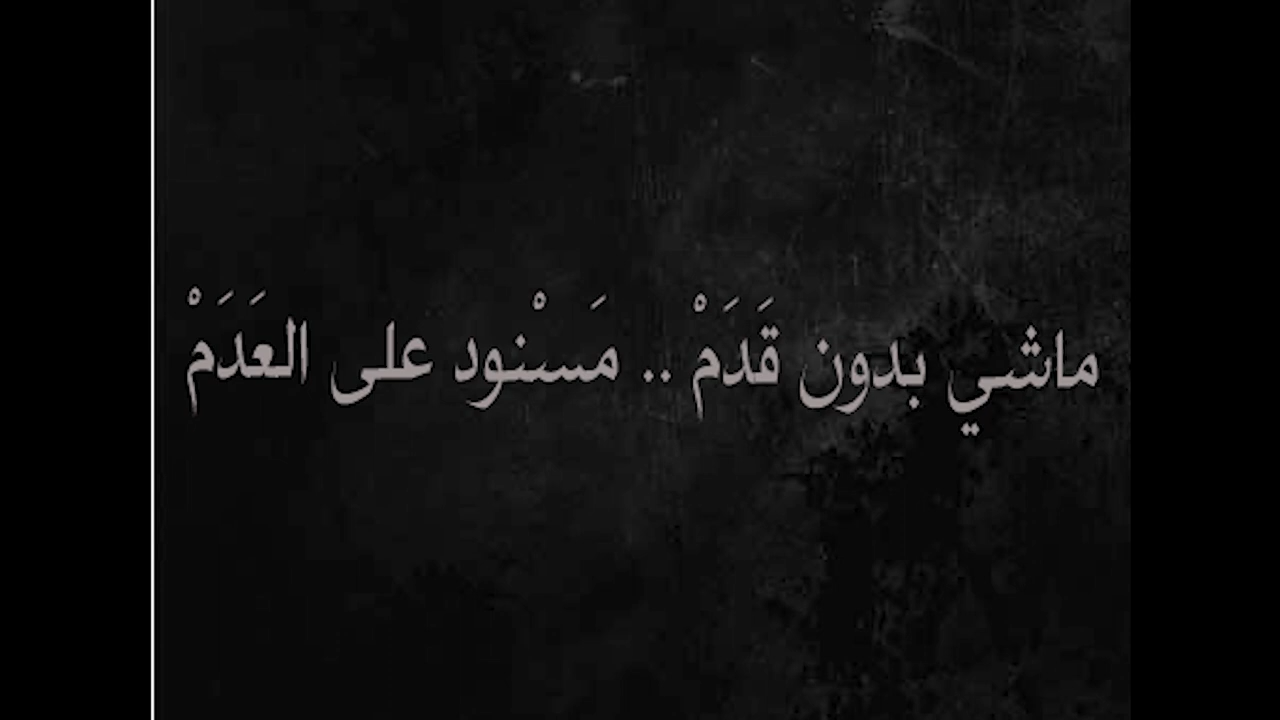 ماشي بدون قَدَمْ .. مَسْنود على العَدَمْ